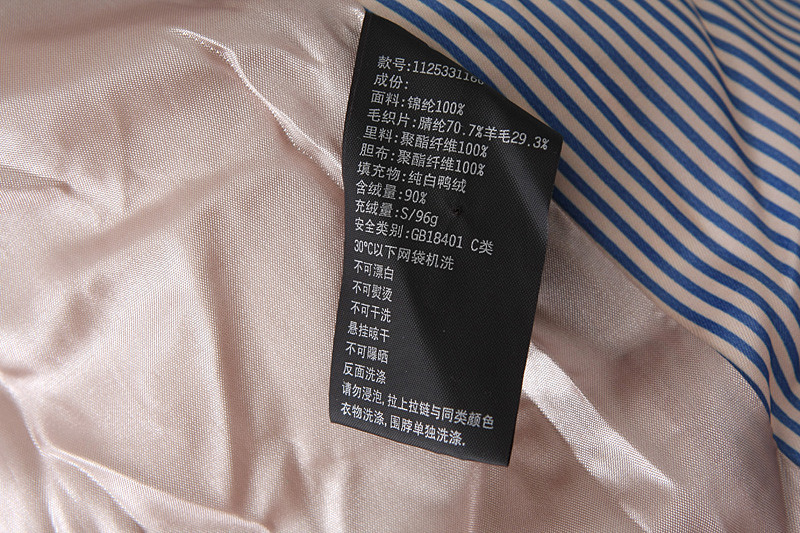 款号:1125331180
成份:
面料:锦纶100%
毛织片:腈纶70.7%羊毛29.3%
里料:聚酯纤维100%
胆布:聚酯纤维100%
填充物:纯白鸭绒
含绒量:90%
充绒量:S/96g
安全类别:GB18401 C类
30℃以下网袋机洗
不可漂白
不可熨烫
不可干洗
悬挂晾干
不可曝晒
反面洗涤
请勿浸泡,拉上拉链与同类颜色
衣物洗涤,围脖单独洗涤.